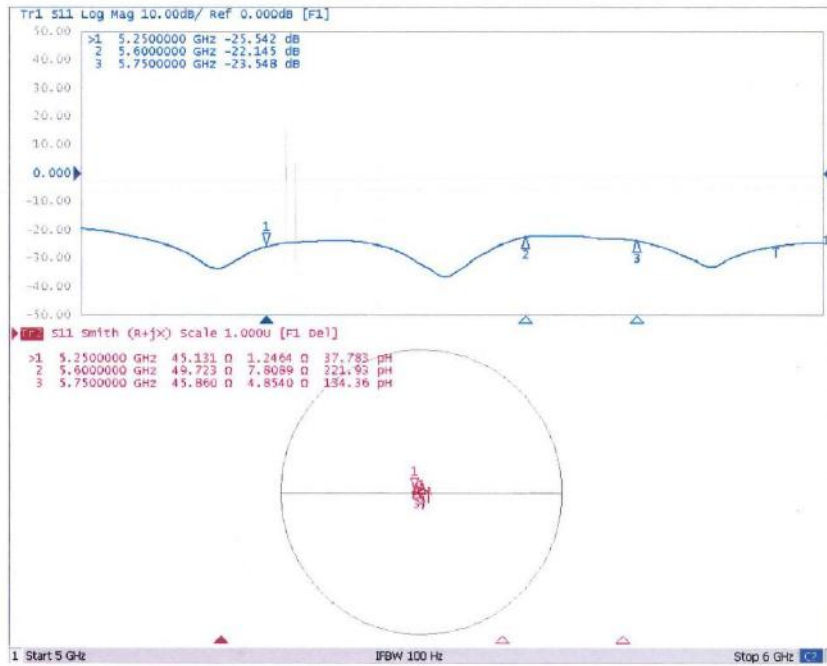 Tr1 S11 Log Mag 10.00dB/ Ref 0.000dB [F1]
50.00
>1 5.2500000 GHz -25.542 dB
2 5.6000000 GHz -22.145 dB
3 5.7500000 GHz -23.548 dB
40.00
30.00
20.00
10.00
0.000
-10.00
-20.00
1
-30.00
2
3
-40.00
-50.00
Tr2 S11 Smith (R+jX) Scale 1.000U [F1 Del]
>1 5.2500000 GHz 45.131 Ω 1.2464 Ω 37.783 pH
2 5.6000000 GHz 49.723 Ω 7.8089 Ω 221.93 pH
3 5.7500000 GHz 45.860 Ω 4.8540 Ω 134.36 pH
1
1 Start 5 GHz IFBW 100 Hz Stop 6 GHz C?